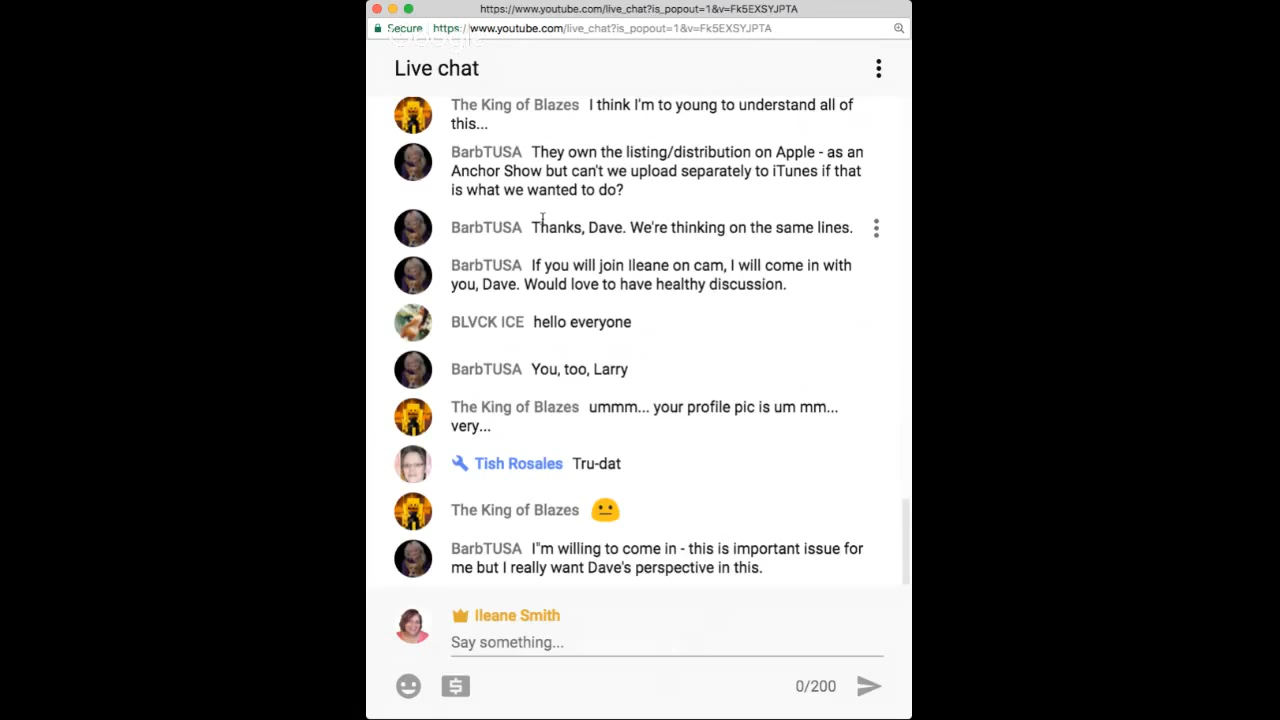 https://www.youtube.com/live_chat?is_popout=1&v=Fk5EXSYJPTA
Secure https://www.youtube.com/live_chat?is_popout=1&v=Fk5EXSYJPTA
Google
Live chat
The King of Blazes I think I'm to young to understand all of
this...
BarbTUSA They own the listing/distribution on Apple - as an
Anchor Show but can't we upload separately to iTunes if that
is what we wanted to do?
BarbTUSA Thanks, Dave. We're thinking on the same lines.
BarbTUSA If you will join Ileane on cam, I will come in with
you, Dave. Would love to have healthy discussion.
BLVCK ICE hello everyone
BarbTUSA You, too, Larry
The King of Blazes ummm... your profile pic is um mm...
very...
Tish Rosales Tru-dat
The King of Blazes
BarbTUSA I"m willing to come in - this is important issue for
me but I really want Dave's perspective in this.
Ileane Smith
Say something...
0/200